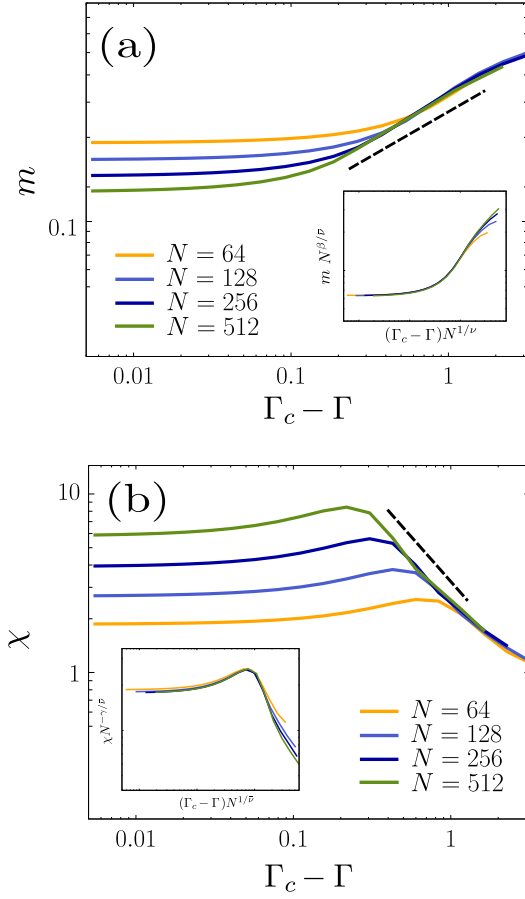 (a)
m
0.1
N = 64
N = 128
N = 256
N = 512
m N^{β/ν̄}
(Γ_c − Γ)N^{1/ν}
0.01 0.1 1
Γ_c − Γ
(b)
10
χ
1
χN^{−γ/ν̄}
(Γ_c − Γ)N^{1/ν̄}
N = 64
N = 128
N = 256
N = 512
0.01 0.1 1
Γ_c − Γ